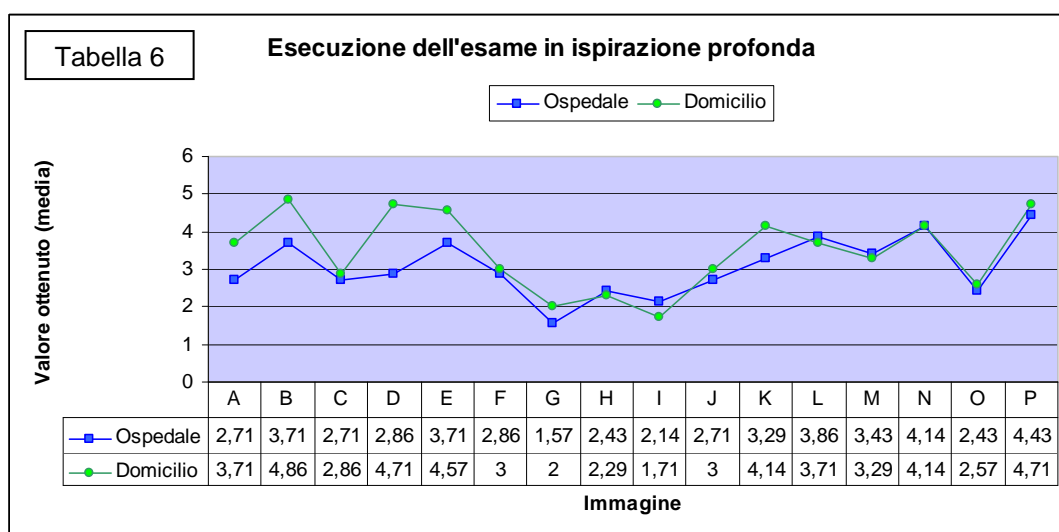 Tabella 6
Esecuzione dell'esame in ispirazione profonda
Ospedale Domicilio
Valore ottenuto (media)
6
5
4
3
2
1
0
A B C D E F G H I J K L M N O P
Ospedale 2,71 3,71 2,71 2,86 3,71 2,86 1,57 2,43 2,14 2,71 3,29 3,86 3,43 4,14 2,43 4,43
Domicilio 3,71 4,86 2,86 4,71 4,57 3 2 2,29 1,71 3 4,14 3,71 3,29 4,14 2,57 4,71
Immagine